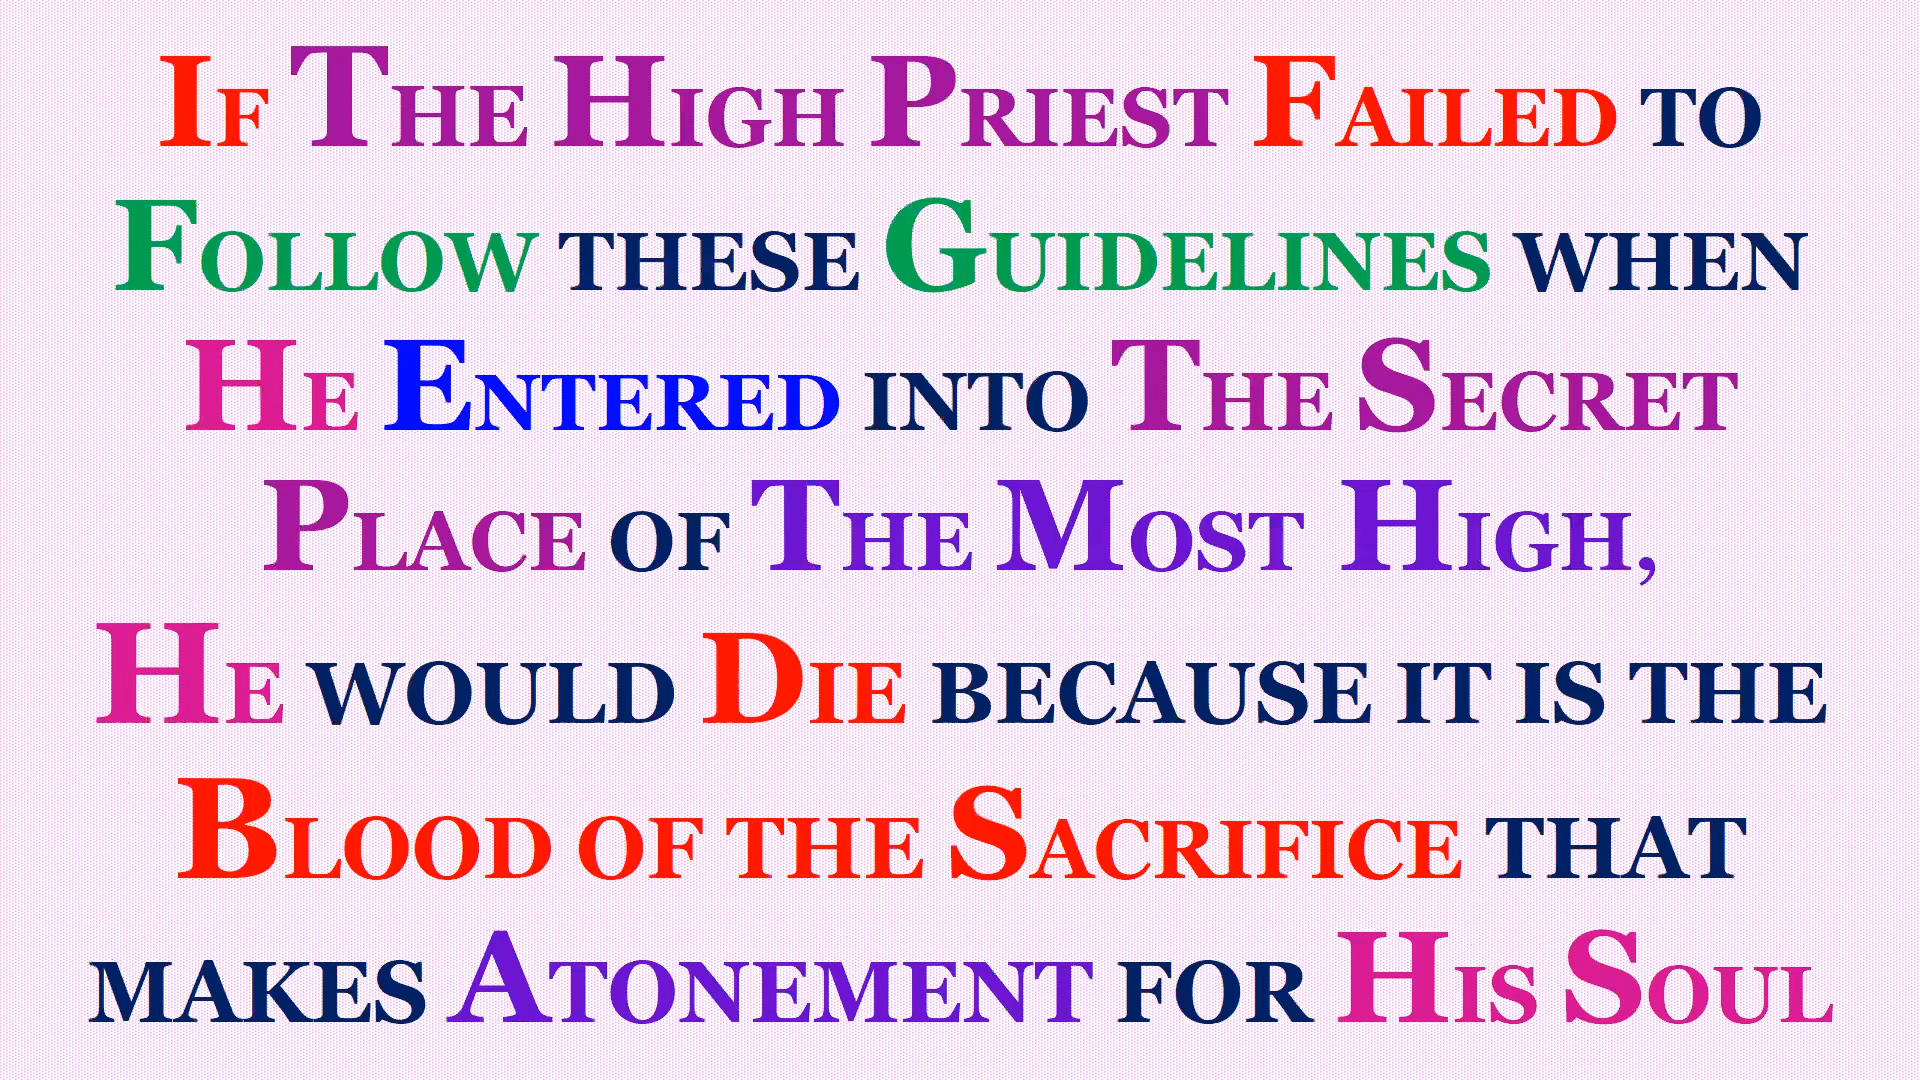 If The High Priest Failed to
Follow these Guidelines when
He Entered into The Secret
Place of The Most High,
He would Die because it is the
Blood of the Sacrifice that
makes Atonement for His Soul